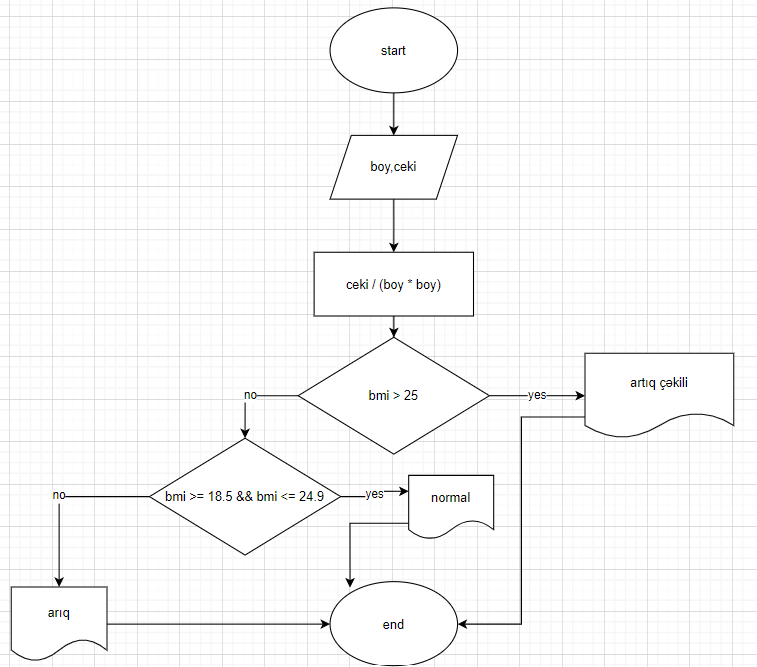 start
boy,ceki
ceki / (boy * boy)
bmi > 25
yes
artıq çəkili
no
bmi >= 18.5 && bmi <= 24.9
yes
normal
no
arıq
end